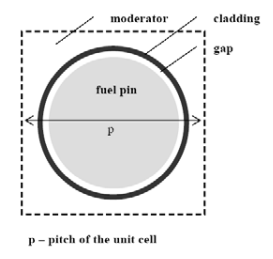 moderator
cladding
gap
fuel pin
p
p – pitch of the unit cell